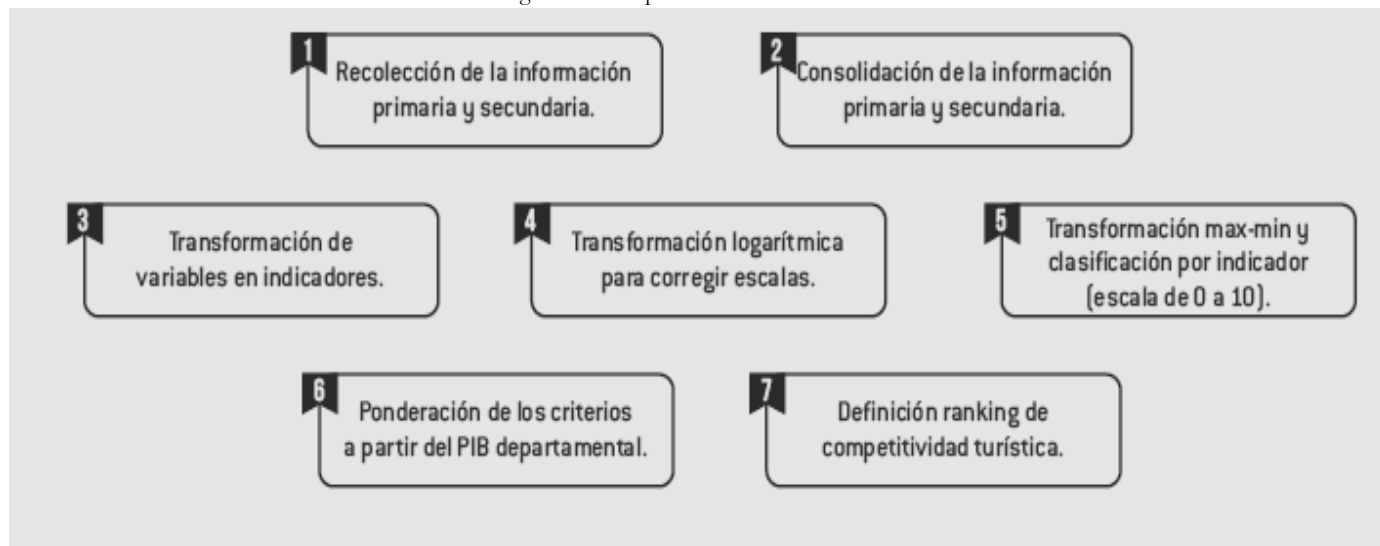 1
Recolección de la información
primaria y secundaria.
2
Consolidación de la información
primaria y secundaria.
3
Transformación de
variables en indicadores.
4
Transformación logarítmica
para corregir escalas.
5
Transformación max-min y
clasificación por indicador
(escala de 0 a 10).
6
Ponderación de los criterios
a partir del PIB departamental.
7
Definición ranking de
competitividad turística.